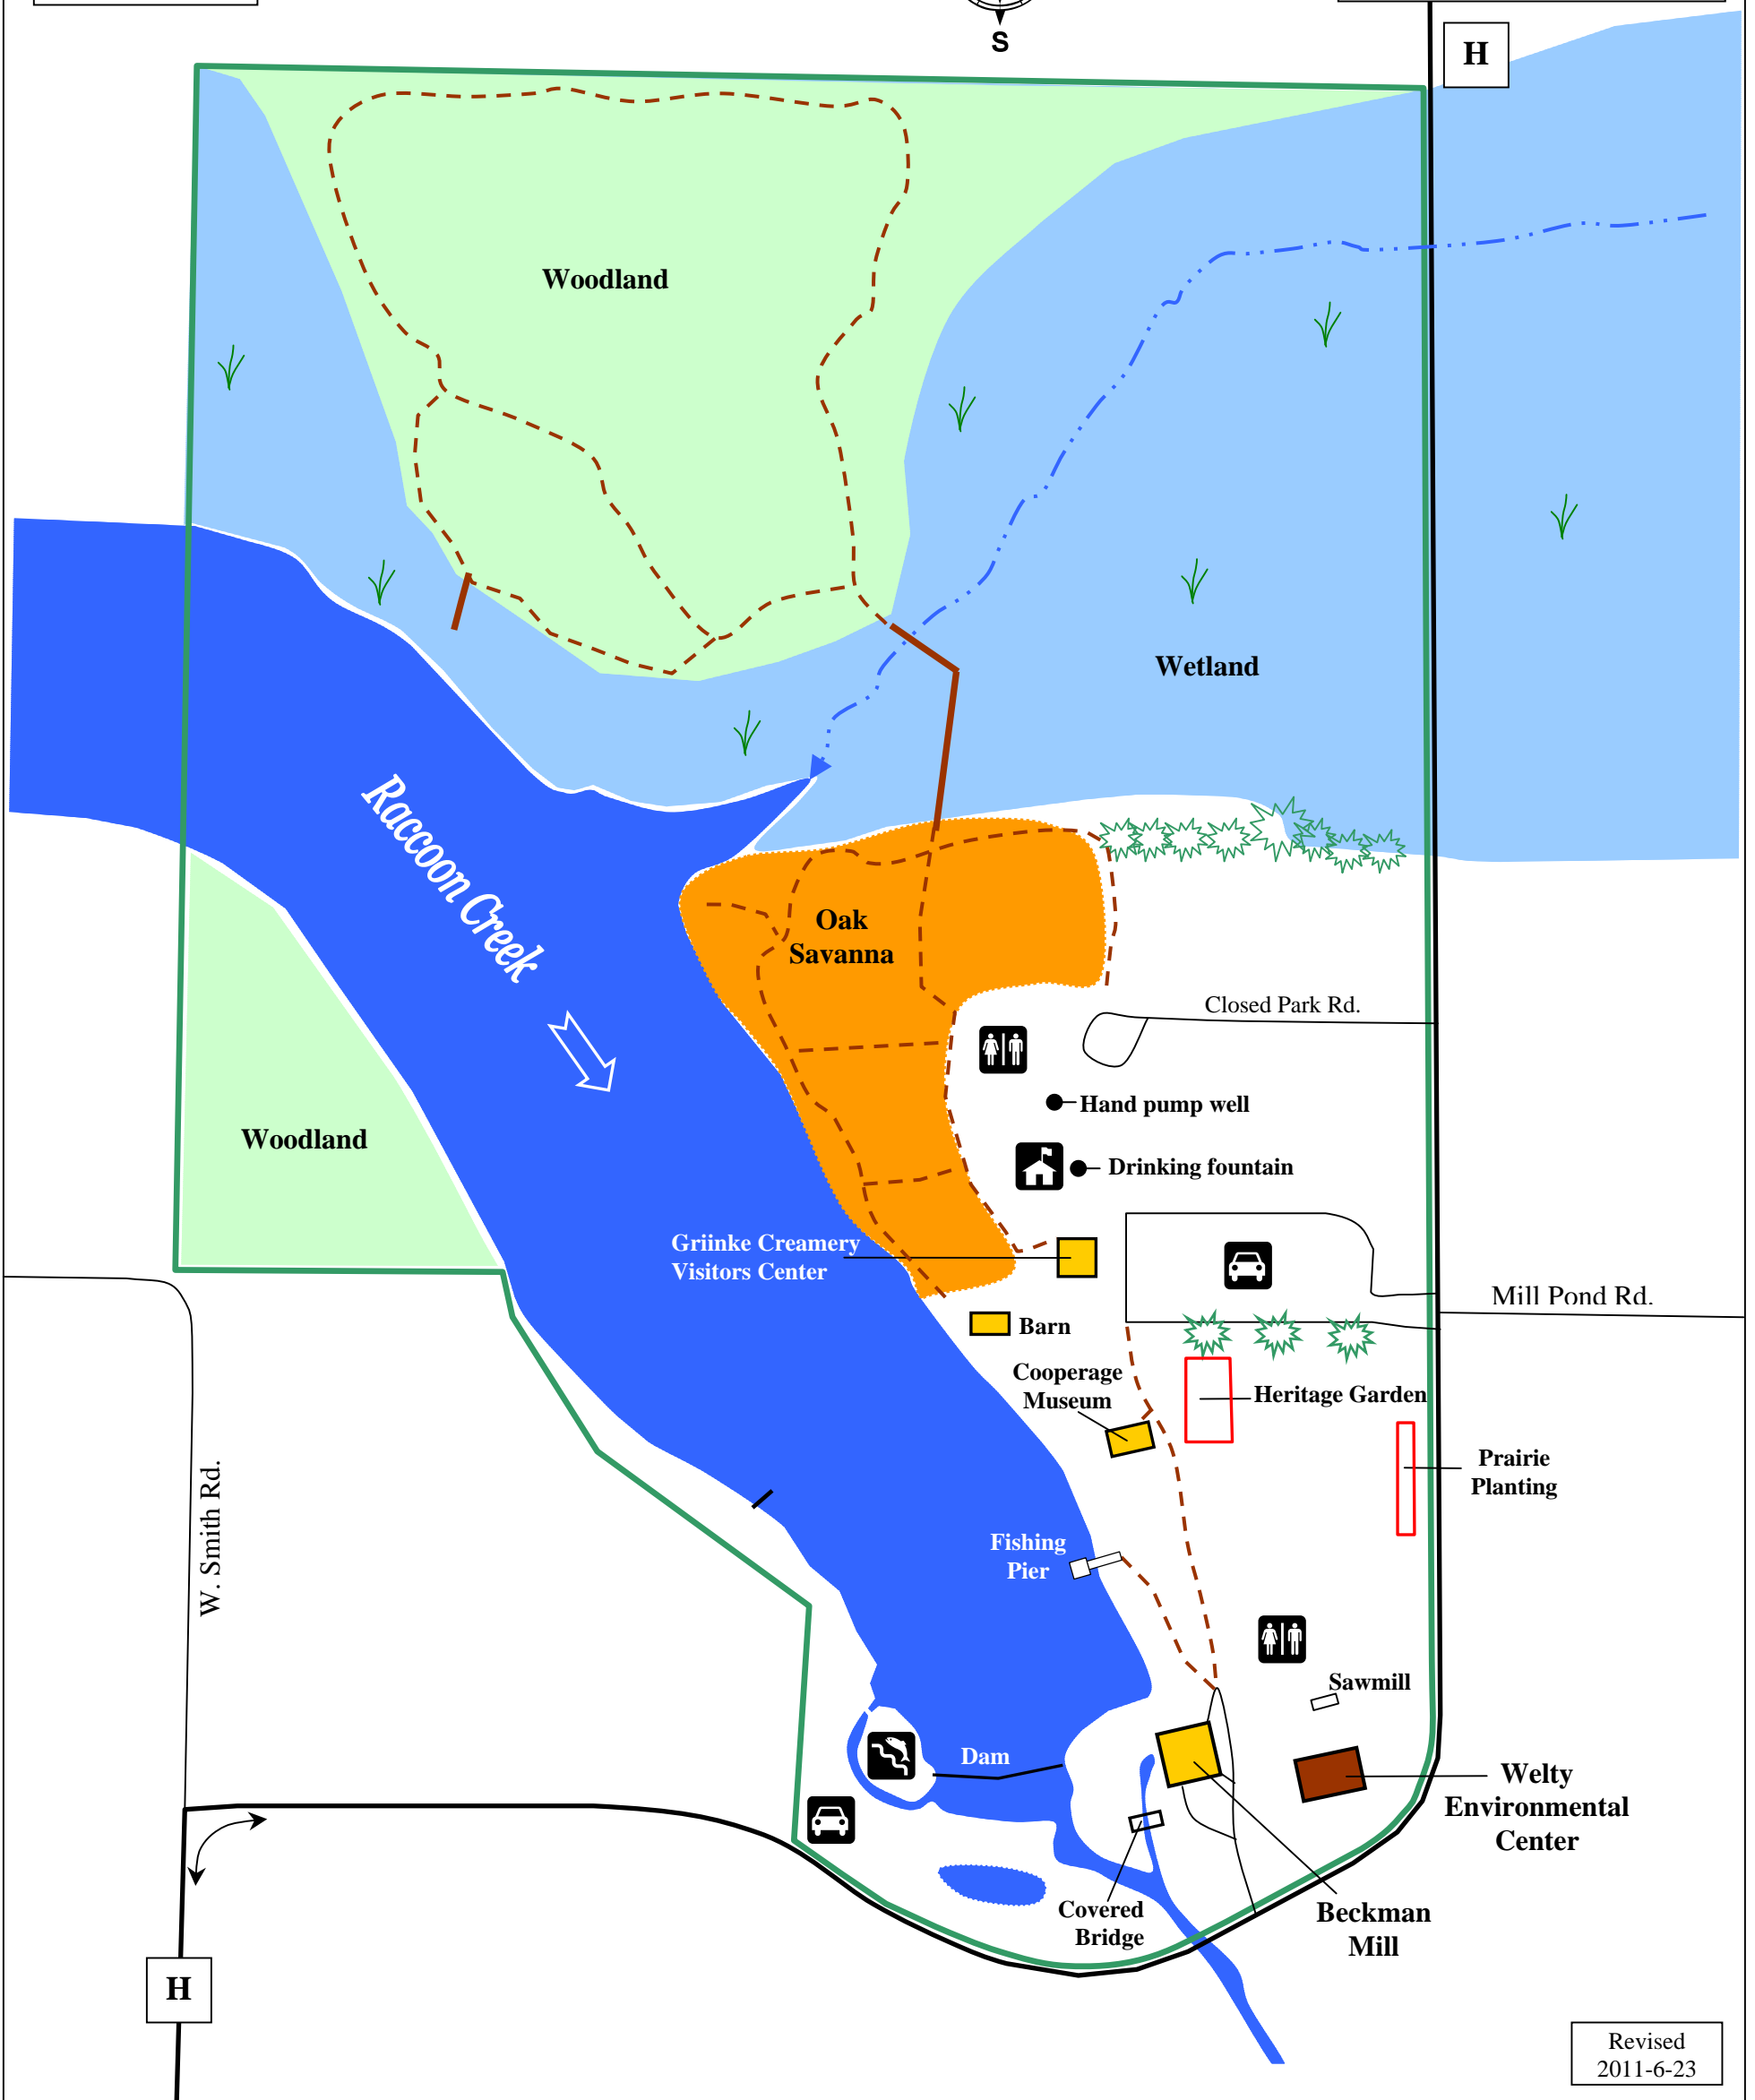 S
H
Woodland
Wetland
Raccoon Creek
Oak
Savanna
Closed Park Rd.
Hand pump well
Woodland
Drinking fountain
Griinke Creamery
Visitors Center
Mill Pond Rd.
Barn
Cooperage
Museum
Heritage Garden
Prairie
Planting
W. Smith Rd.
Fishing
Pier
Sawmill
Dam
Welty
Environmental
Center
Covered
Bridge
Beckman
Mill
H
Revised
2011-6-23